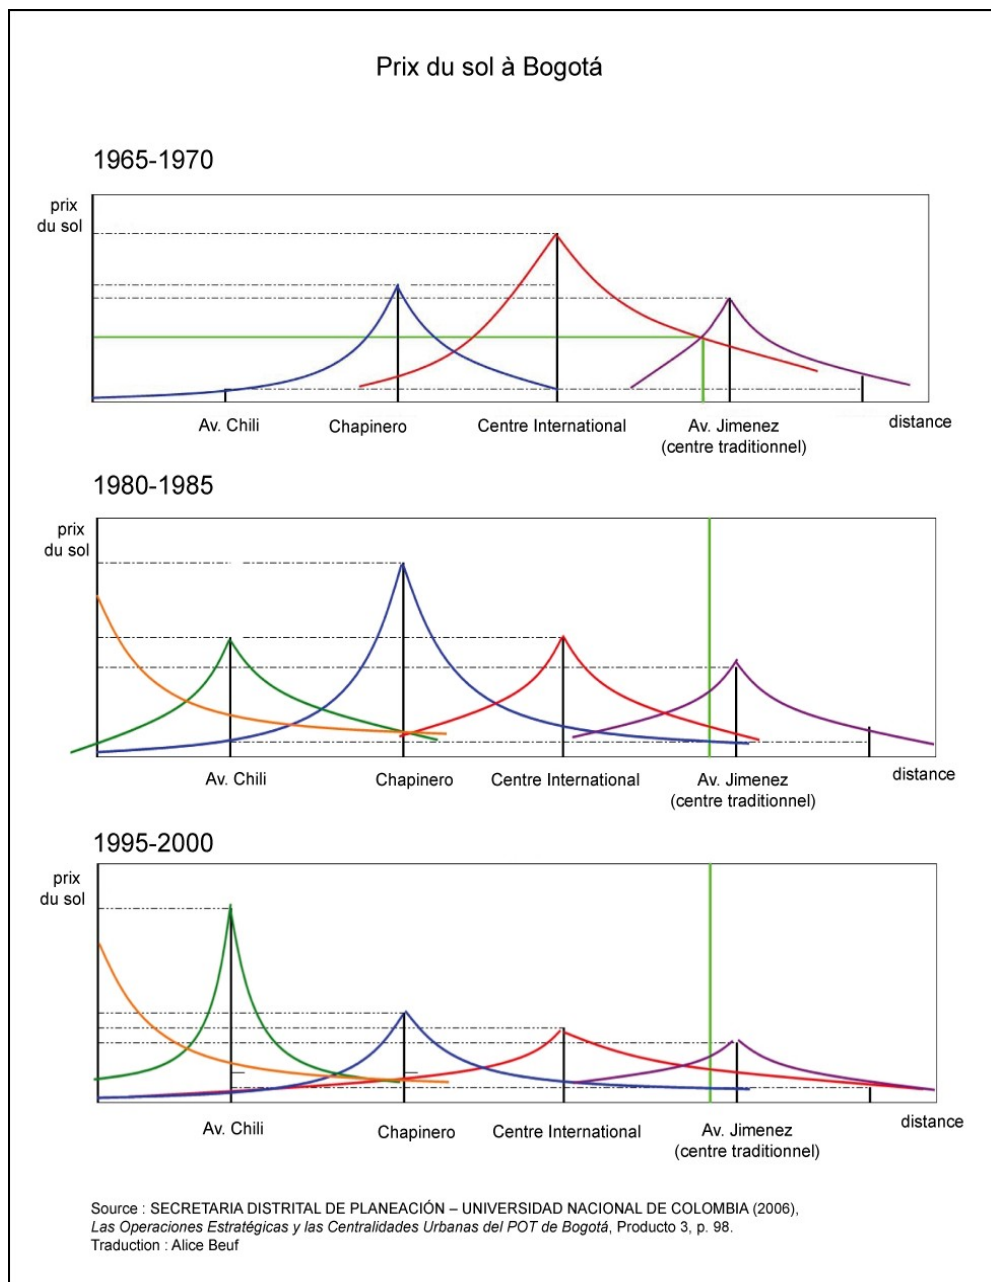 Prix du sol à Bogotá
1965-1970
prix
du sol
Av. Chili
Chapinero
Centre International
Av. Jimenez
(centre traditionnel)
distance
1980-1985
prix
du sol
Av. Chili
Chapinero
Centre International
Av. Jimenez
(centre traditionnel)
distance
1995-2000
prix
du sol
Av. Chili
Chapinero
Centre International
Av. Jimenez
(centre traditionnel)
distance
Source : SECRETARIA DISTRITAL DE PLANEACIÓN – UNIVERSIDAD NACIONAL DE COLOMBIA (2006),
Las Operaciones Estratégicas y las Centralidades Urbanas del POT de Bogotá, Producto 3, p. 98.
Traduction : Alice Beuf